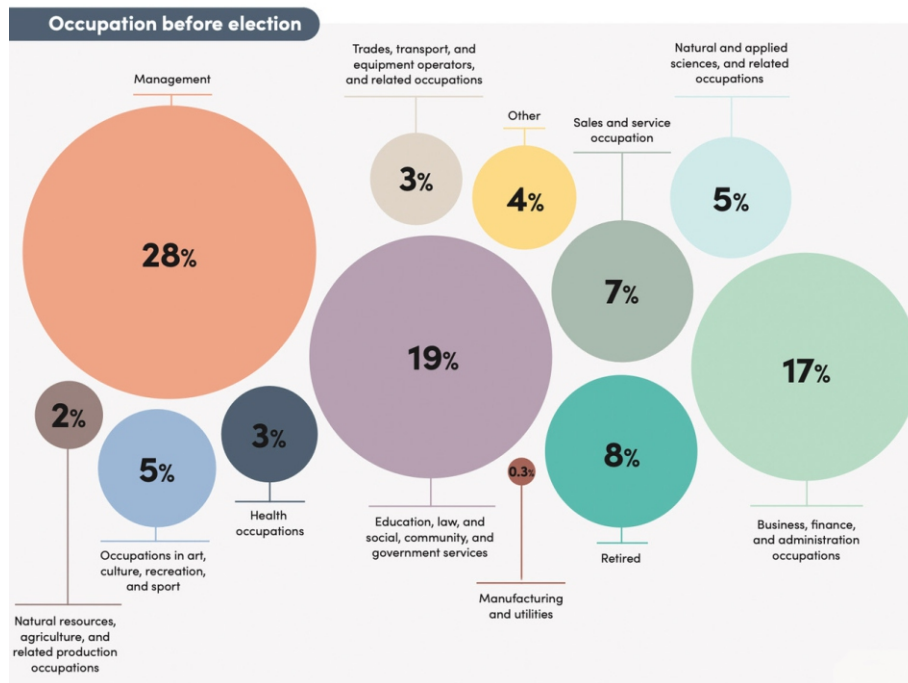 Occupation before election
Management
28%
Trades, transport, and
equipment operators,
and related occupations
3%
Other
4%
Sales and service
occupation
7%
Natural and applied
sciences, and related
occupations
5%
2%
Natural resources,
agriculture, and
related production
occupations
5%
Occupations in art,
culture, recreation,
and sport
3%
Health
occupations
19%
Education, law, and
social, community, and
government services
0.3%
Manufacturing
and utilities
8%
Retired
17%
Business, finance,
and administration
occupations